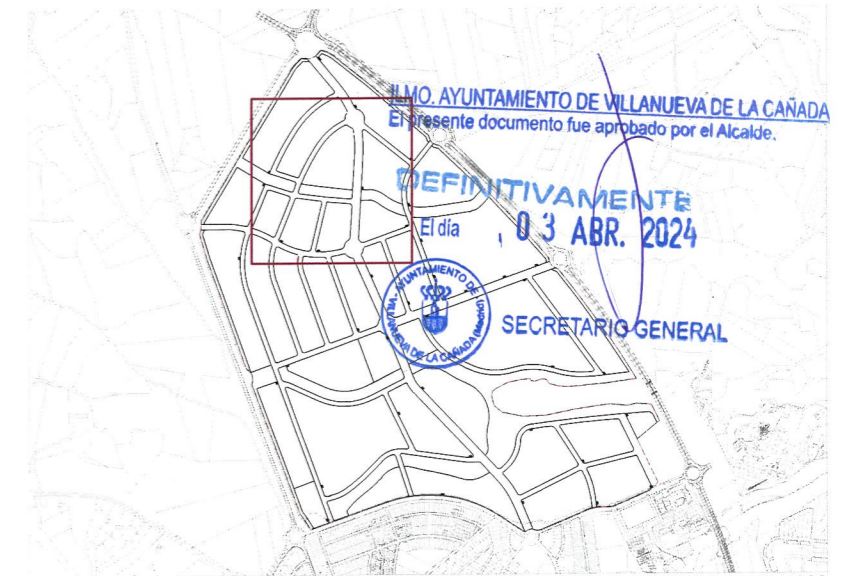 ILMO. AYUNTAMIENTO DE VILLANUEVA DE LA CAÑADA
El presente documento fue aprobado por el Alcalde.
DEFINITIVAMENTE
El día , 03 ABR. 2024
AYUNTAMIENTO DE
VILLANUEVA DE LA CAÑADA (Madrid)
SECRETARIO GENERAL